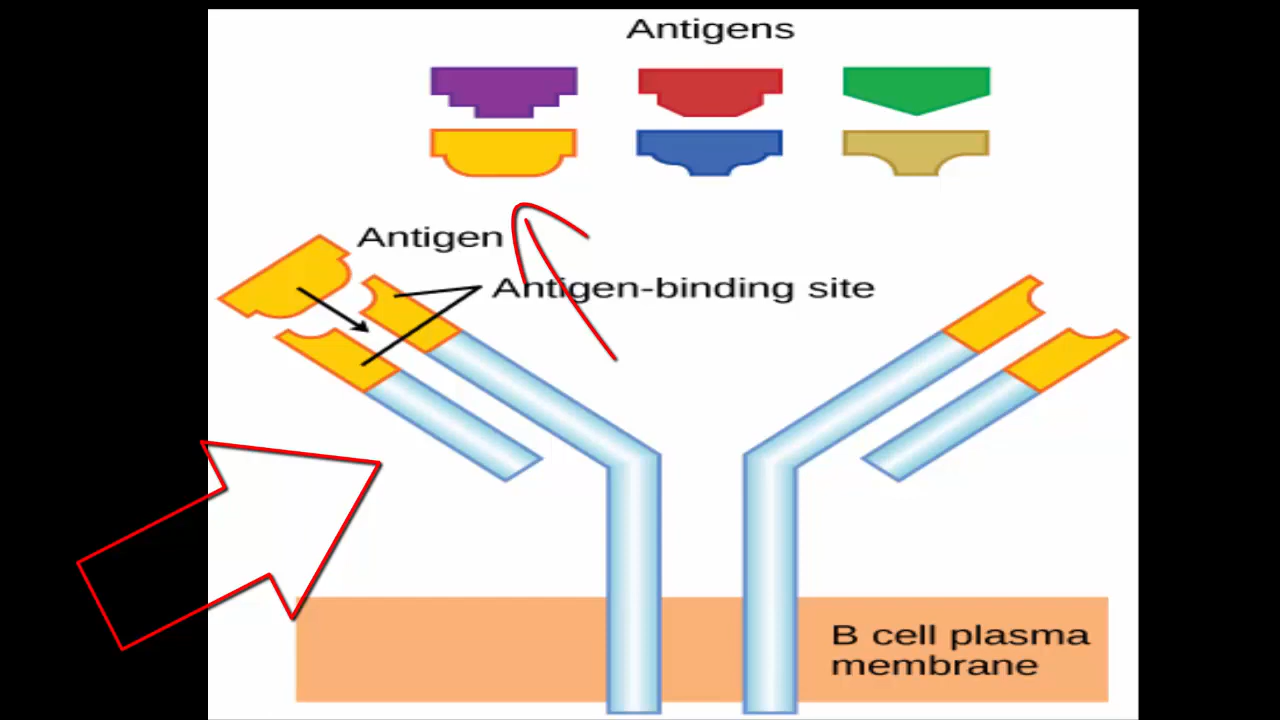 Antigens
Antigen
Antigen-binding site
B cell plasma
membrane